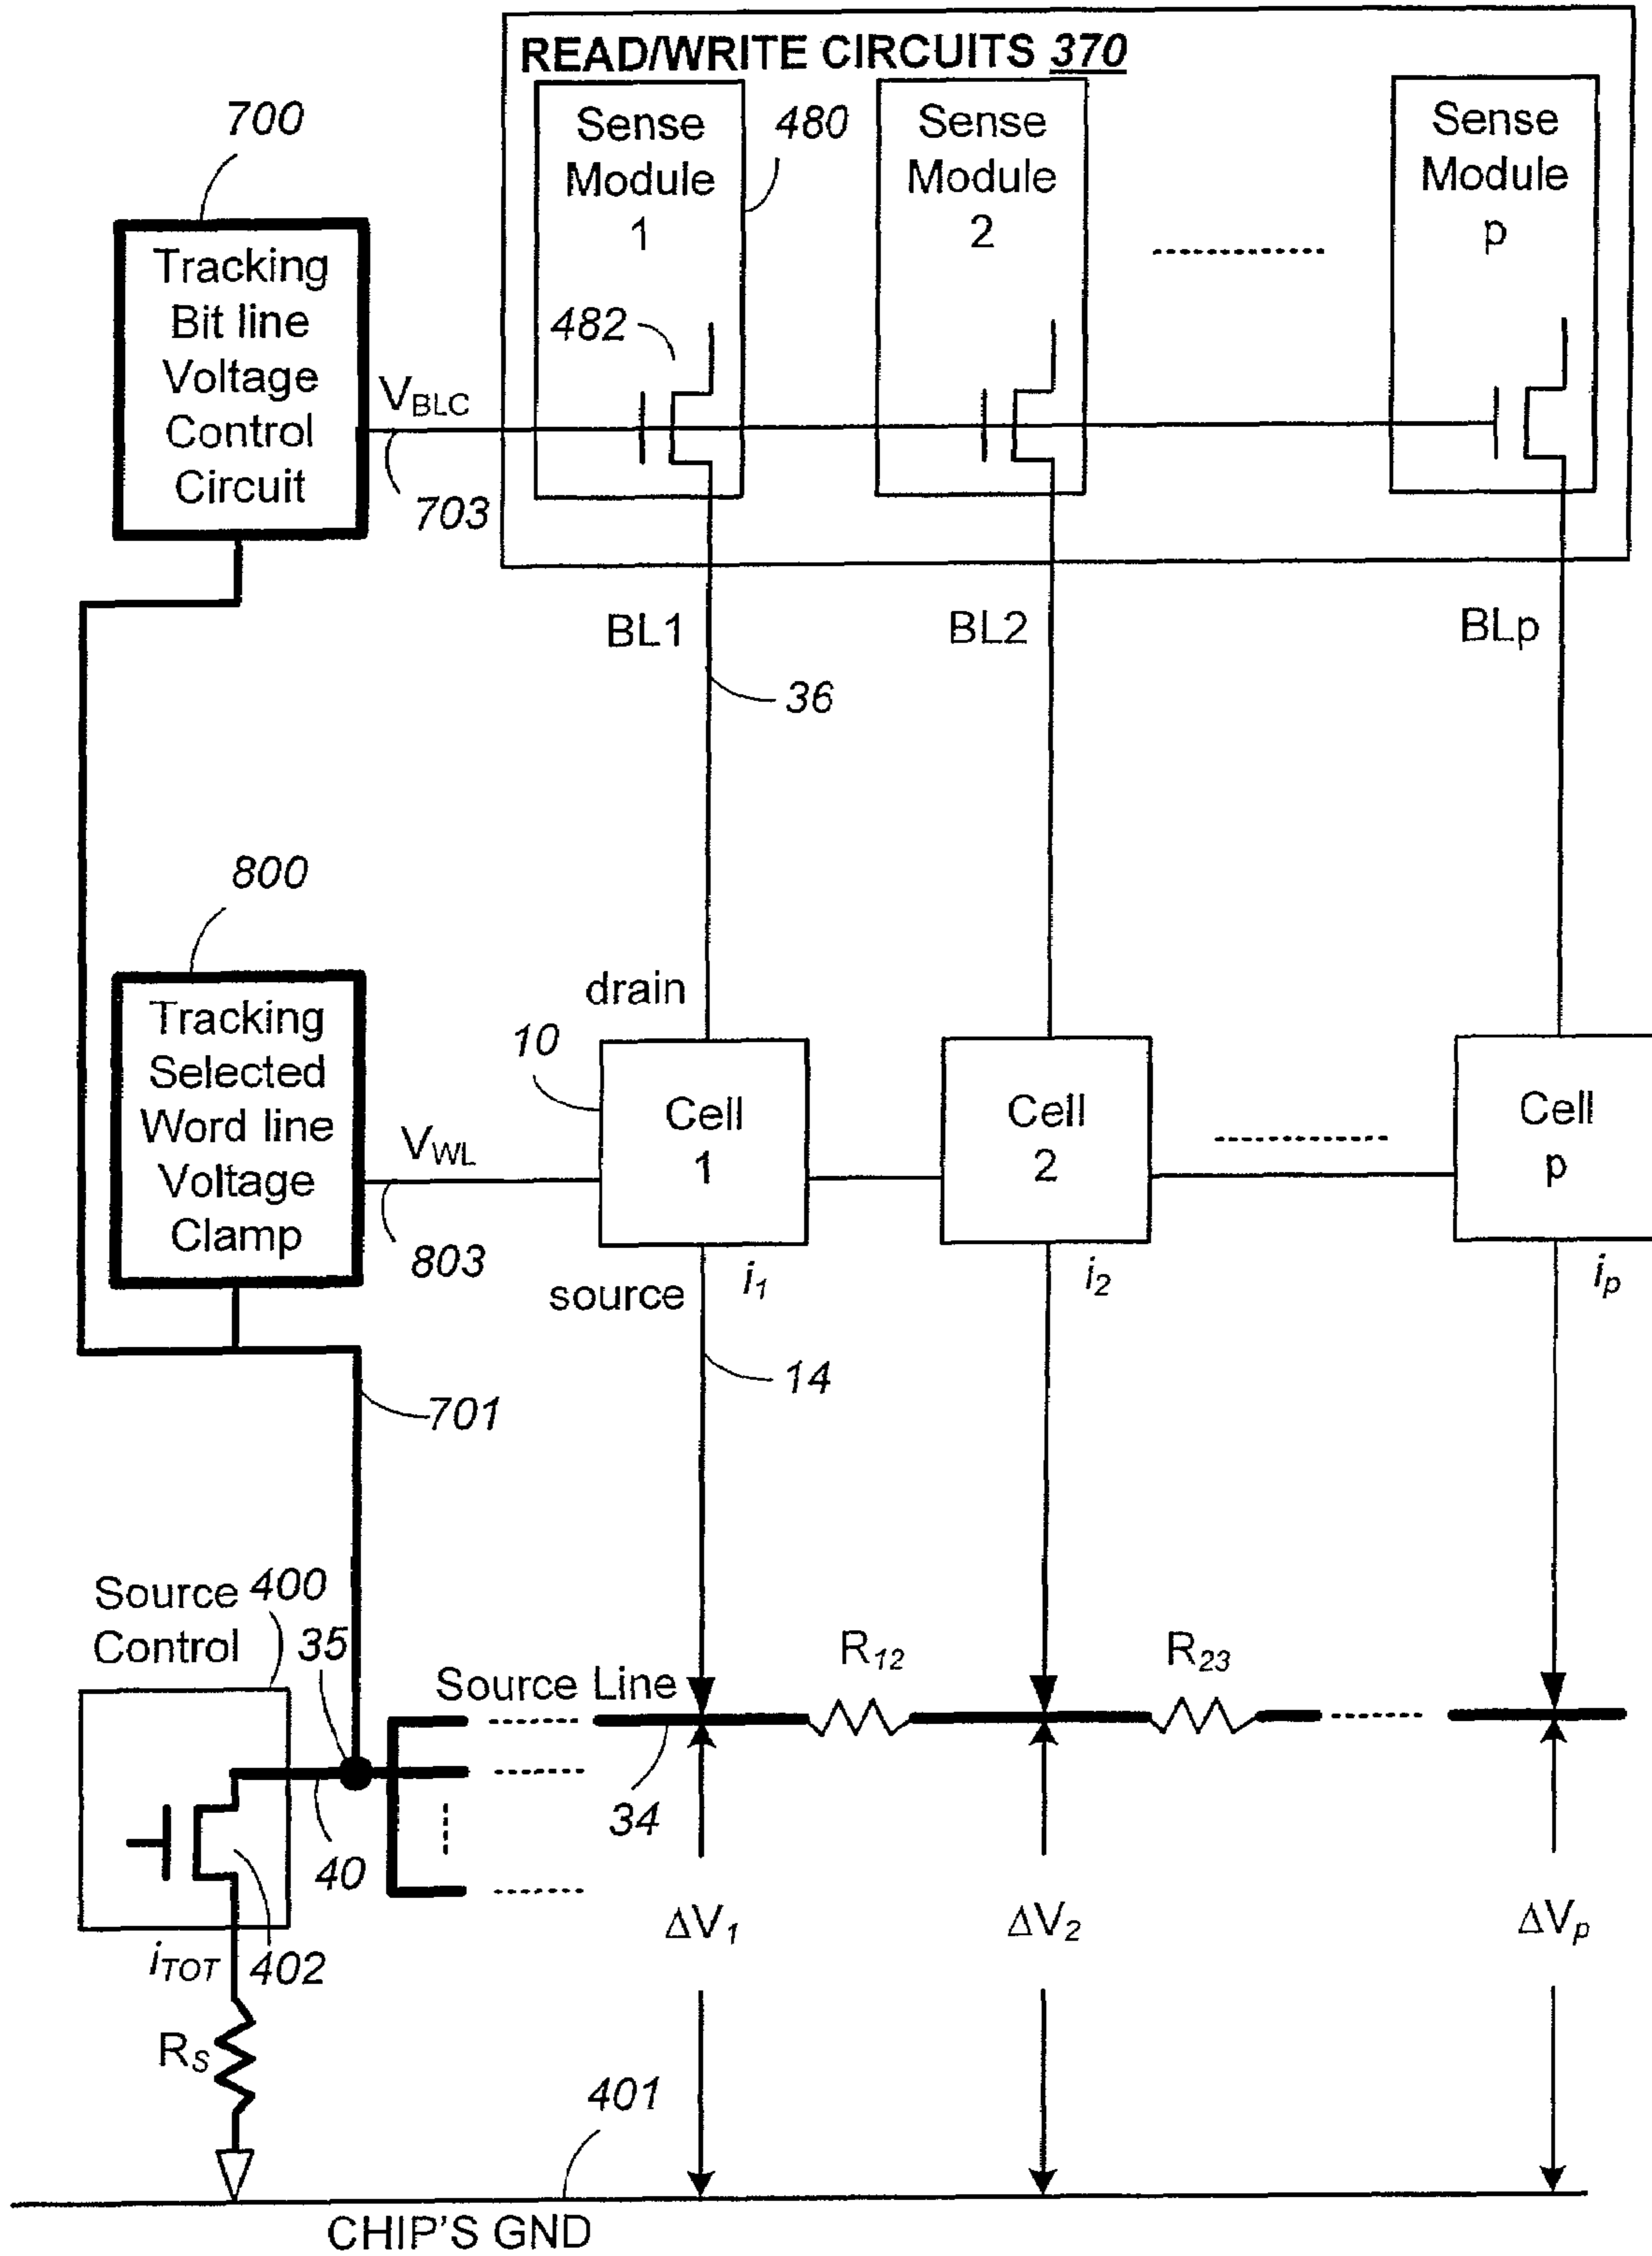 READ/WRITE CIRCUITS 370
700
Sense
Module
1
480
Sense
Module
2
Sense
Module
p
Tracking
Bit line
Voltage
Control
Circuit
482
VBLC
703
BL1
BL2
BLp
36
800
drain
Tracking
Selected
Word line
Voltage
Clamp
10
Cell
1
Cell
2
Cell
p
VWL
803
source
i1
i2
ip
14
701
Source
Control
400
35
Source Line
R12
R23
34
40
ΔV1
ΔV2
ΔVp
iTOT
402
RS
401
CHIP'S GND